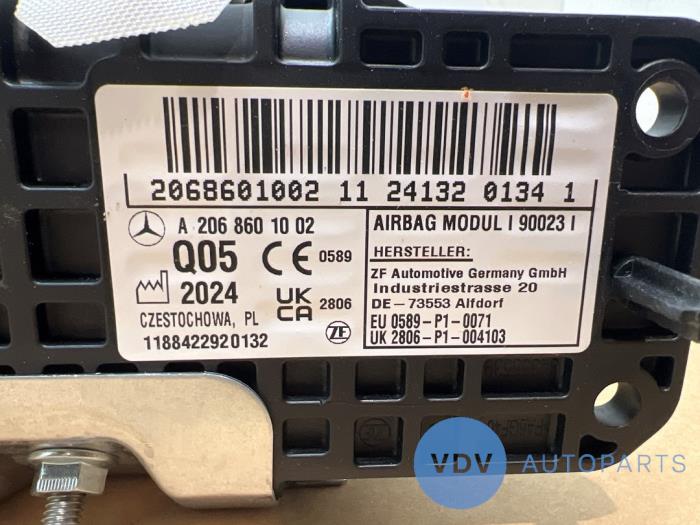 2068601002 11 24132 0134 1
A 206 860 10 02
Q05 CE 0589
2024 UK CA 2806
CZESTOCHOWA, PL
1188422920132
ZF
AIRBAG MODUL I 90023 I
HERSTELLER:
ZF Automotive Germany GmbH
Industriestrasse 20
DE-73553 Alfdorf
EU 0589-P1-0071
UK 2806-P1-004103
VDV AUTOPARTS